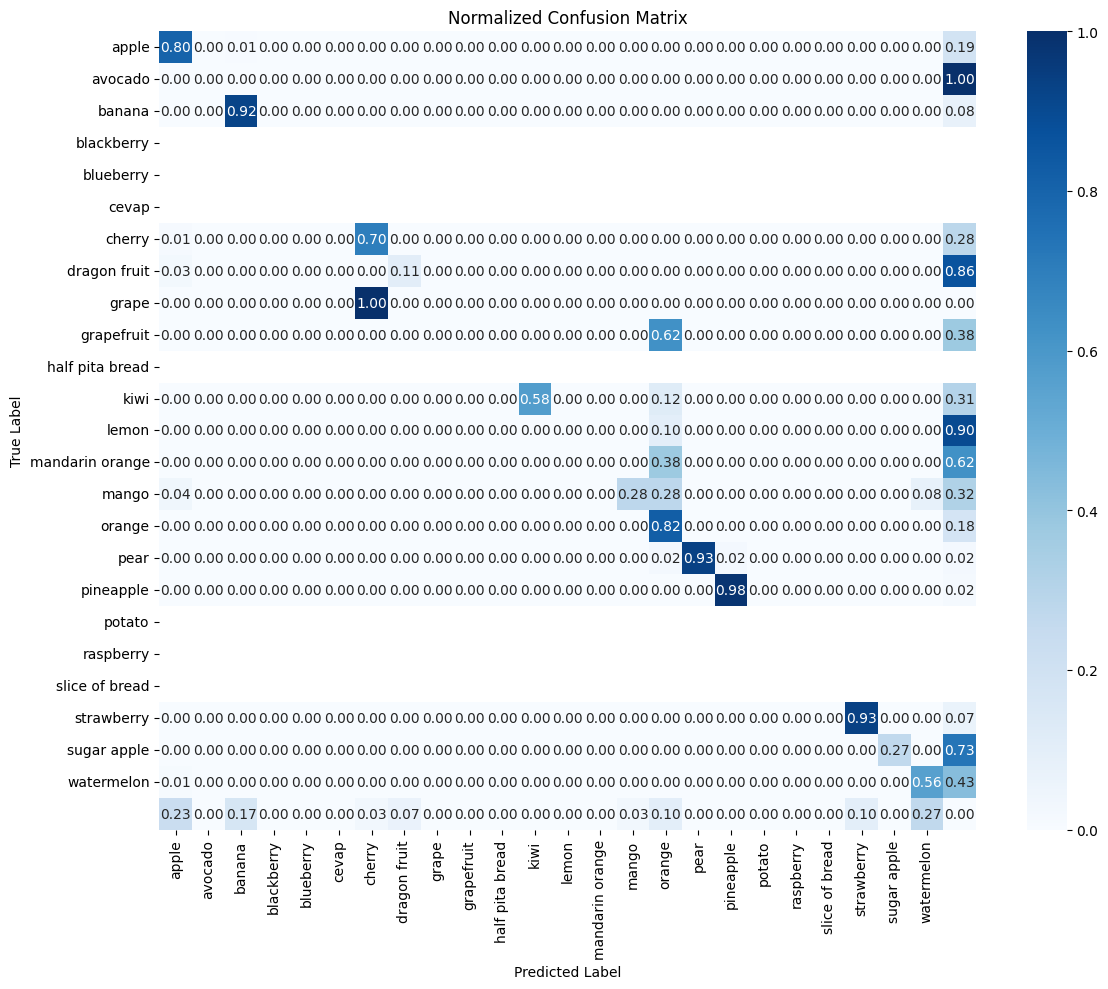 Normalized Confusion Matrix
True Label
apple 0.80 0.00 0.01 0.00 0.00 0.00 0.00 0.00 0.00 0.00 0.00 0.00 0.00 0.00 0.00 0.00 0.00 0.00 0.00 0.00 0.00 0.00 0.00 0.00 0.19
avocado 0.00 0.00 0.00 0.00 0.00 0.00 0.00 0.00 0.00 0.00 0.00 0.00 0.00 0.00 0.00 0.00 0.00 0.00 0.00 0.00 0.00 0.00 0.00 0.00 1.00
banana 0.00 0.00 0.92 0.00 0.00 0.00 0.00 0.00 0.00 0.00 0.00 0.00 0.00 0.00 0.00 0.00 0.00 0.00 0.00 0.00 0.00 0.00 0.00 0.00 0.08
blackberry
blueberry
cevap
cherry 0.01 0.00 0.00 0.00 0.00 0.00 0.70 0.00 0.00 0.00 0.00 0.00 0.00 0.00 0.00 0.00 0.00 0.00 0.00 0.00 0.00 0.00 0.00 0.00 0.28
dragon fruit 0.03 0.00 0.00 0.00 0.00 0.00 0.00 0.11 0.00 0.00 0.00 0.00 0.00 0.00 0.00 0.00 0.00 0.00 0.00 0.00 0.00 0.00 0.00 0.00 0.86
grape 0.00 0.00 0.00 0.00 0.00 0.00 1.00 0.00 0.00 0.00 0.00 0.00 0.00 0.00 0.00 0.00 0.00 0.00 0.00 0.00 0.00 0.00 0.00 0.00 0.00
grapefruit 0.00 0.00 0.00 0.00 0.00 0.00 0.00 0.00 0.00 0.00 0.00 0.00 0.00 0.00 0.00 0.62 0.00 0.00 0.00 0.00 0.00 0.00 0.00 0.00 0.38
half pita bread
kiwi 0.00 0.00 0.00 0.00 0.00 0.00 0.00 0.00 0.00 0.00 0.00 0.58 0.00 0.00 0.00 0.12 0.00 0.00 0.00 0.00 0.00 0.00 0.00 0.00 0.31
lemon 0.00 0.00 0.00 0.00 0.00 0.00 0.00 0.00 0.00 0.00 0.00 0.00 0.00 0.00 0.00 0.10 0.00 0.00 0.00 0.00 0.00 0.00 0.00 0.00 0.90
mandarin orange 0.00 0.00 0.00 0.00 0.00 0.00 0.00 0.00 0.00 0.00 0.00 0.00 0.00 0.00 0.00 0.38 0.00 0.00 0.00 0.00 0.00 0.00 0.00 0.00 0.62
mango 0.04 0.00 0.00 0.00 0.00 0.00 0.00 0.00 0.00 0.00 0.00 0.00 0.00 0.00 0.28 0.28 0.00 0.00 0.00 0.00 0.00 0.00 0.00 0.08 0.32
orange 0.00 0.00 0.00 0.00 0.00 0.00 0.00 0.00 0.00 0.00 0.00 0.00 0.00 0.00 0.00 0.82 0.00 0.00 0.00 0.00 0.00 0.00 0.00 0.00 0.18
pear 0.00 0.00 0.00 0.00 0.00 0.00 0.00 0.00 0.00 0.00 0.00 0.00 0.00 0.00 0.00 0.02 0.93 0.02 0.00 0.00 0.00 0.00 0.00 0.00 0.02
pineapple 0.00 0.00 0.00 0.00 0.00 0.00 0.00 0.00 0.00 0.00 0.00 0.00 0.00 0.00 0.00 0.00 0.00 0.98 0.00 0.00 0.00 0.00 0.00 0.00 0.02
potato
raspberry
slice of bread
strawberry 0.00 0.00 0.00 0.00 0.00 0.00 0.00 0.00 0.00 0.00 0.00 0.00 0.00 0.00 0.00 0.00 0.00 0.00 0.00 0.00 0.00 0.93 0.00 0.00 0.07
sugar apple 0.00 0.00 0.00 0.00 0.00 0.00 0.00 0.00 0.00 0.00 0.00 0.00 0.00 0.00 0.00 0.00 0.00 0.00 0.00 0.00 0.00 0.00 0.27 0.00 0.73
watermelon 0.01 0.00 0.00 0.00 0.00 0.00 0.00 0.00 0.00 0.00 0.00 0.00 0.00 0.00 0.00 0.00 0.00 0.00 0.00 0.00 0.00 0.00 0.00 0.56 0.43
0.23 0.00 0.17 0.00 0.00 0.00 0.03 0.07 0.00 0.00 0.00 0.00 0.00 0.00 0.03 0.10 0.00 0.00 0.00 0.00 0.00 0.10 0.00 0.27 0.00
apple
avocado
banana
blackberry
blueberry
cevap
cherry
dragon fruit
grape
grapefruit
half pita bread
kiwi
lemon
mandarin orange
mango
orange
pear
pineapple
potato
raspberry
slice of bread
strawberry
sugar apple
watermelon
Predicted Label
1.0
0.8
0.6
0.4
0.2
0.0